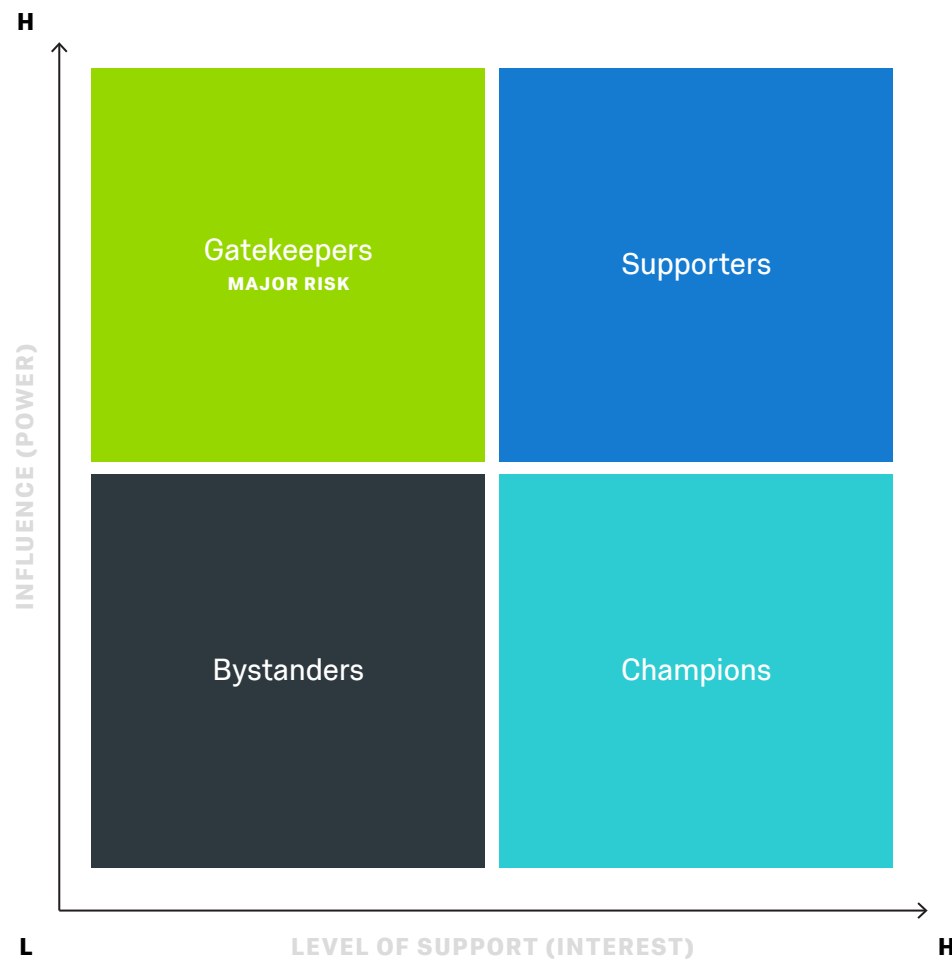 H
Gatekeepers
MAJOR RISK
Supporters
INFLUENCE (POWER)
Bystanders
Champions
L
LEVEL OF SUPPORT (INTEREST)
H